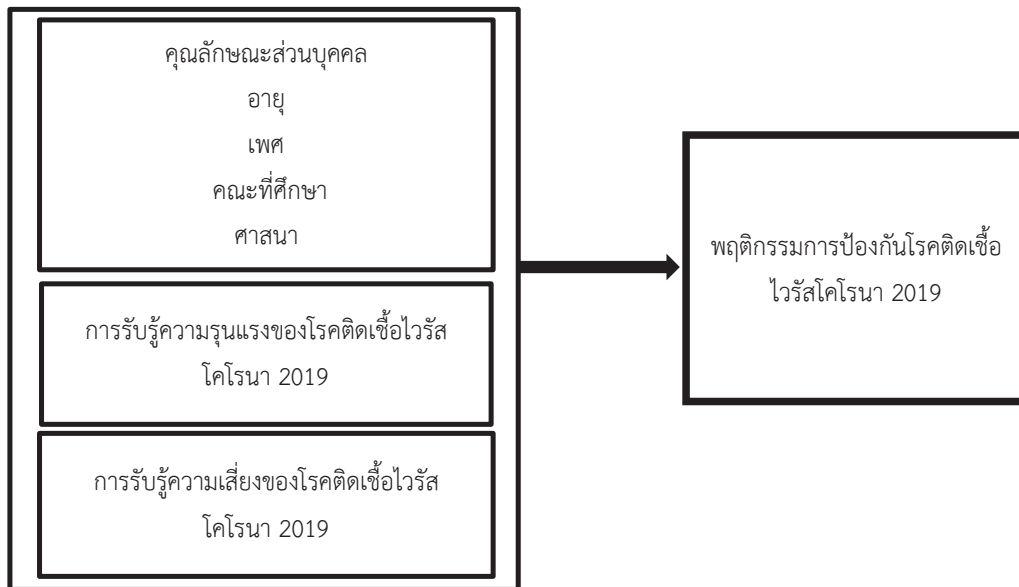 คุณลักษณะส่วนบุคคล
อายุ
เพศ
คณะที่ศึกษา
ศาสนา
การรับรู้ความรุนแรงของโรคติดเชื้อไวรัส
โคโรนา 2019
การรับรู้ความเสี่ยงของโรคติดเชื้อไวรัส
โคโรนา 2019
พฤติกรรมการป้องกันโรคติดเชื้อ
ไวรัสโคโรนา 2019